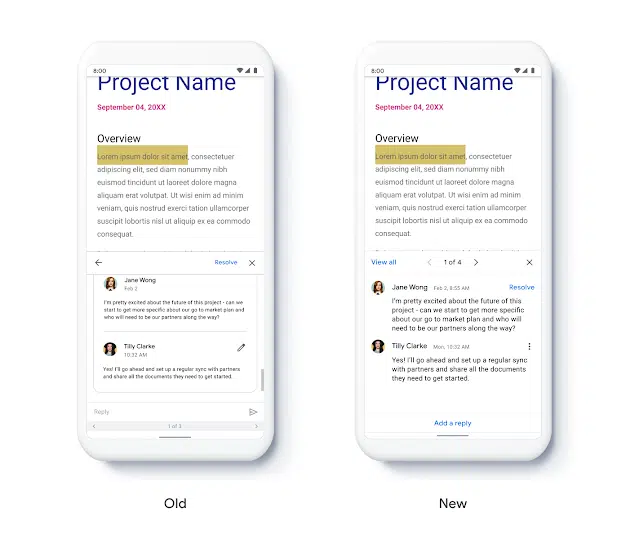 8:00
Project Name
September 04, 20XX
Overview
Lorem ipsum dolor sit amet, consectetuer
adipiscing elit, sed diam nonummy nibh
euismod tincidunt ut laoreet dolore magna
aliquam erat volutpat. Ut wisi enim ad minim
veniam, quis nostrud exerci tation ullamcorper
suscipit lobortis nisl ut aliquip ex ea commodo
consequat.
Resolve
Jane Wong
Feb 2
I'm pretty excited about the future of this project - can we
start to get more specific about our go to market plan and
who will need to be our partners along the way?
Tilly Clarke
10:32 AM
Yes! I'll go ahead and set up a regular sync with partners
and share all the documents they need to get started.
Reply
1 of 3
Old
8:00
Project Name
September 04, 20XX
Overview
Lorem ipsum dolor sit amet, consectetuer
adipiscing elit, sed diam nonummy nibh
euismod tincidunt ut laoreet dolore magna
aliquam erat volutpat. Ut wisi enim ad minim
veniam, quis nostrud exerci tation ullamcorper
suscipit lobortis nisl ut aliquip ex ea commodo
consequat.
View all
1 of 4
Jane Wong Feb 2, 8:55 AM Resolve
I'm pretty excited about the future of this
project - can we start to get more specific
about our go to market plan and who will
need to be our partners along the way?
Tilly Clarke Mon, 10:32 AM
Yes! I'll go ahead and set up a regular sync
with partners and share all the documents
they need to get started.
Add a reply
New